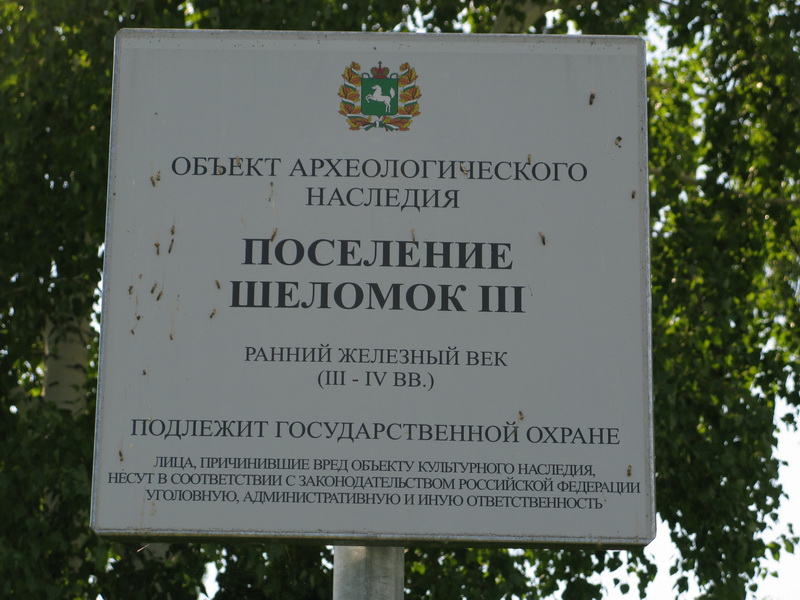 ОБЪЕКТ АРХЕОЛОГИЧЕСКОГО
НАСЛЕДИЯ
ПОСЕЛЕНИЕ
ШЕЛОМОК III
РАННИЙ ЖЕЛЕЗНЫЙ ВЕК
(III - IV ВВ.)
ПОДЛЕЖИТ ГОСУДАРСТВЕННОЙ ОХРАНЕ
ЛИЦА, ПРИЧИНИВШИЕ ВРЕД ОБЪЕКТУ КУЛЬТУРНОГО НАСЛЕДИЯ,
НЕСУТ В СООТВЕТСТВИИ С ЗАКОНОДАТЕЛЬСТВОМ РОССИЙСКОЙ ФЕДЕРАЦИИ
УГОЛОВНУЮ, АДМИНИСТРАТИВНУЮ И ИНУЮ ОТВЕТСТВЕННОСТЬ